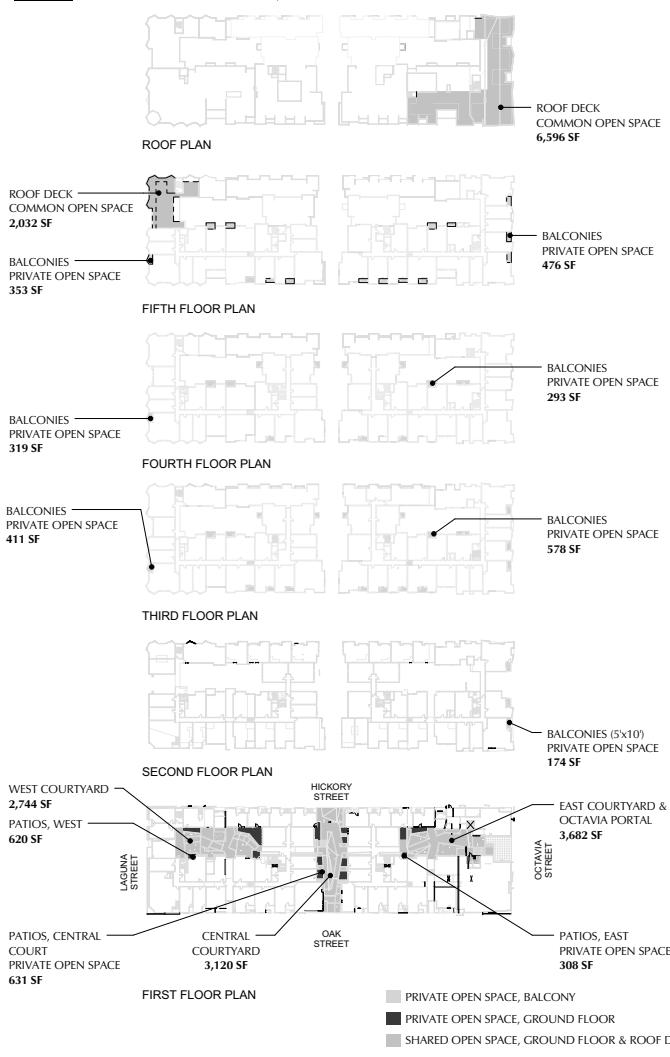 ROOF DECK
COMMON OPEN SPACE
6,596 SF
ROOF PLAN
ROOF DECK
COMMON OPEN SPACE
2,032 SF
BALCONIES
PRIVATE OPEN SPACE
353 SF
BALCONIES
PRIVATE OPEN SPACE
476 SF
FIFTH FLOOR PLAN
BALCONIES
PRIVATE OPEN SPACE
293 SF
BALCONIES
PRIVATE OPEN SPACE
319 SF
FOURTH FLOOR PLAN
BALCONIES
PRIVATE OPEN SPACE
411 SF
BALCONIES
PRIVATE OPEN SPACE
578 SF
THIRD FLOOR PLAN
BALCONIES (5'x10')
PRIVATE OPEN SPACE
174 SF
SECOND FLOOR PLAN
HICKORY
STREET
WEST COURTYARD
2,744 SF
PATIOS, WEST
620 SF
EAST COURTYARD &
OCTAVIA PORTAL
3,682 SF
LAGUNA
STREET
OCTAVIA
STREET
PATIOS, CENTRAL
COURT
PRIVATE OPEN SPACE
631 SF
CENTRAL
COURTYARD
3,120 SF
OAK
STREET
PATIOS, EAST
PRIVATE OPEN SPACE
308 SF
FIRST FLOOR PLAN
PRIVATE OPEN SPACE, BALCONY
PRIVATE OPEN SPACE, GROUND FLOOR
SHARED OPEN SPACE, GROUND FLOOR & ROOF D